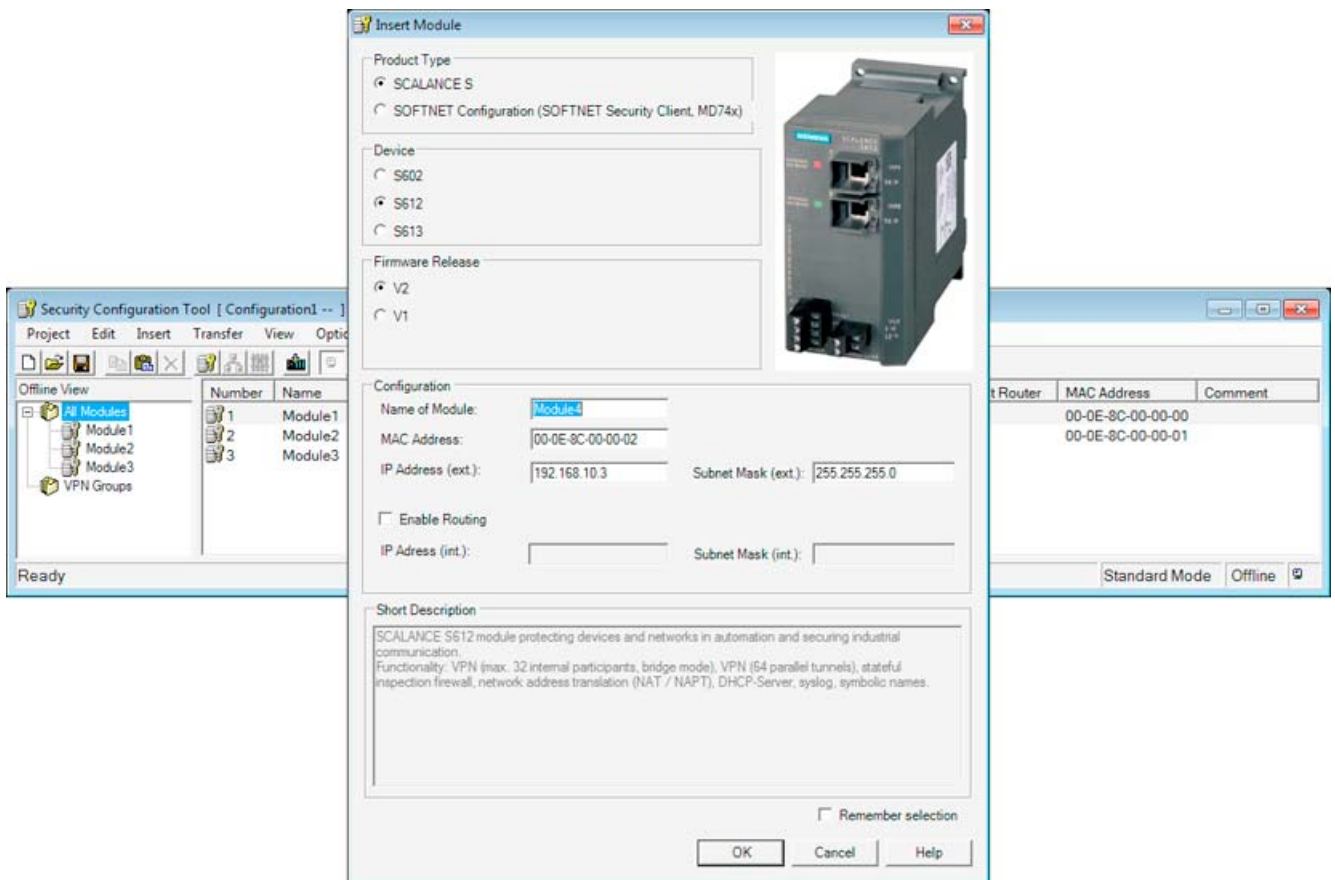 Insert Module
Product Type
SCALANCE S
SOFTNET Configuration (SOFTNET Security Client, MD74x)
Device
S602
S612
S613
Firmware Release
V2
V1
SIEMENS
Configuration
Name of Module: Module4
MAC Address: 00-0E-8C-00-00-02
IP Address (ext.): 192.168.10.3 Subnet Mask (ext.): 255.255.255.0
Enable Routing
IP Adress (int.): Subnet Mask (int.):
Short Description
SCALANCE S612 module protecting devices and networks in automation and securing industrial
communication.
Functionality: VPN (max. 32 internal participants, bridge mode), VPN (64 parallel tunnels), stateful
inspection firewall, network address translation (NAT / NAPT), DHCP-Server, syslog, symbolic names.
Remember selection
OK Cancel Help
Security Configuration Tool [ Configuration1 -- ]
Project Edit Insert Transfer View Optio
Offline View
All Modules
Module1
Module2
Module3
VPN Groups
Number Name t Router MAC Address Comment
1 Module1 00-0E-8C-00-00-00
2 Module2 00-0E-8C-00-00-01
3 Module3
Ready Standard Mode Offline